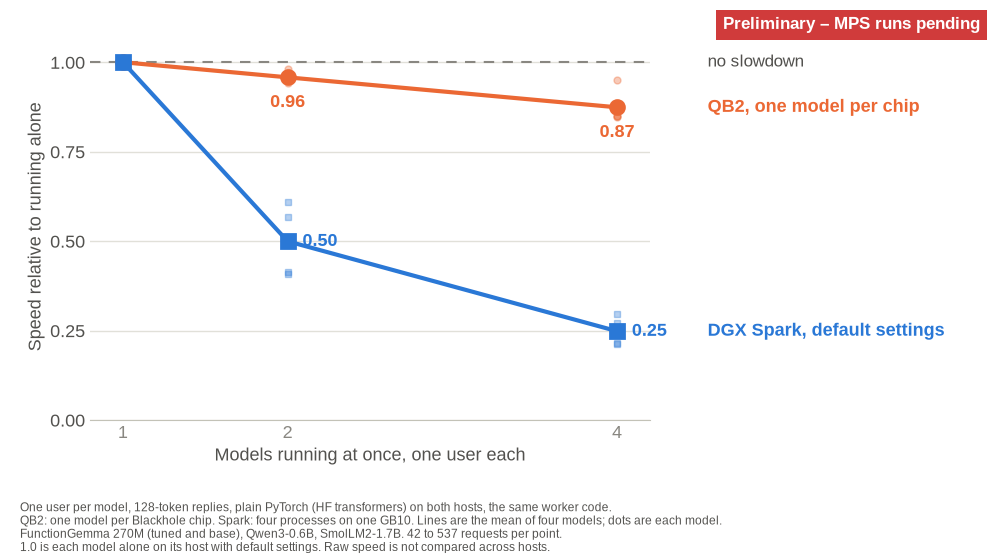 Preliminary – MPS runs pending
1.00
no slowdown
0.96
QB2, one model per chip
0.87
0.75
0.50
0.50
0.25
0.25
DGX Spark, default settings
0.00
Speed relative to running alone
1
2
4
Models running at once, one user each
One user per model, 128-token replies, plain PyTorch (HF transformers) on both hosts, the same worker code.
QB2: one model per Blackhole chip. Spark: four processes on one GB10. Lines are the mean of four models; dots are each model.
FunctionGemma 270M (tuned and base), Qwen3-0.6B, SmolLM2-1.7B. 42 to 537 requests per point.
1.0 is each model alone on its host with default settings. Raw speed is not compared across hosts.